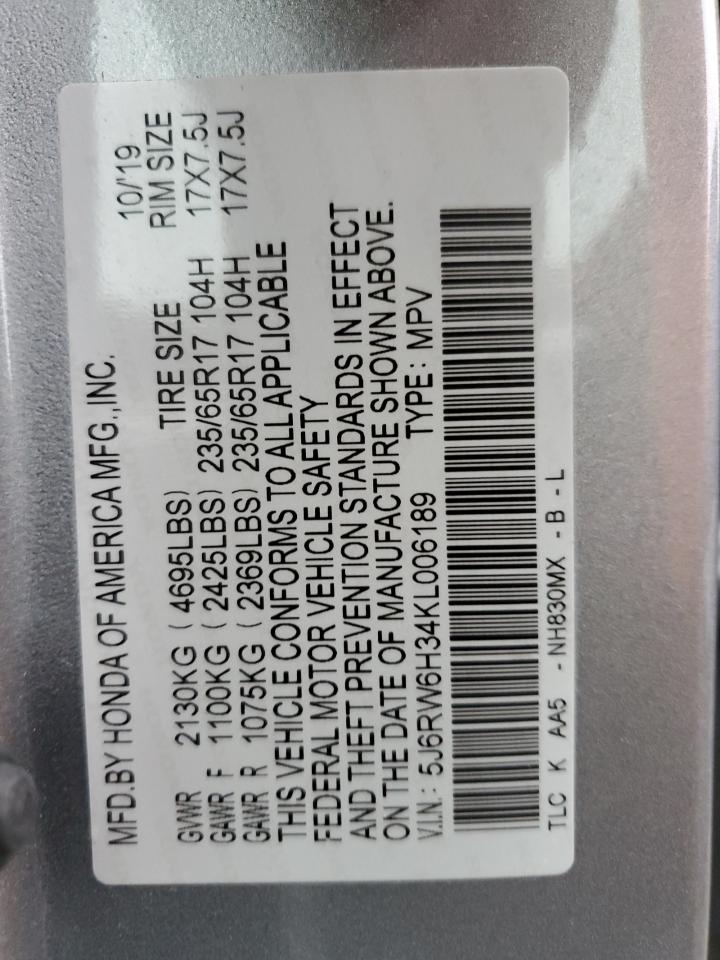 MFD.BY HONDA OF AMERICA MFG.,INC. 10/'19
GVWR 2130KG ( 4695LBS) TIRE SIZE RIM SIZE
GAWR F 1100KG ( 2425LBS) 235/65R17 104H 17X7.5J
GAWR R 1075KG ( 2369LBS) 235/65R17 104H 17X7.5J
THIS VEHICLE CONFORMS TO ALL APPLICABLE
FEDERAL MOTOR VEHICLE SAFETY
AND THEFT PREVENTION STANDARDS IN EFFECT
ON THE DATE OF MANUFACTURE SHOWN ABOVE.
V.I.N.: 5J6RW6H34KL006189 TYPE: MPV
TLC K AA5 -NH830MX -B-L